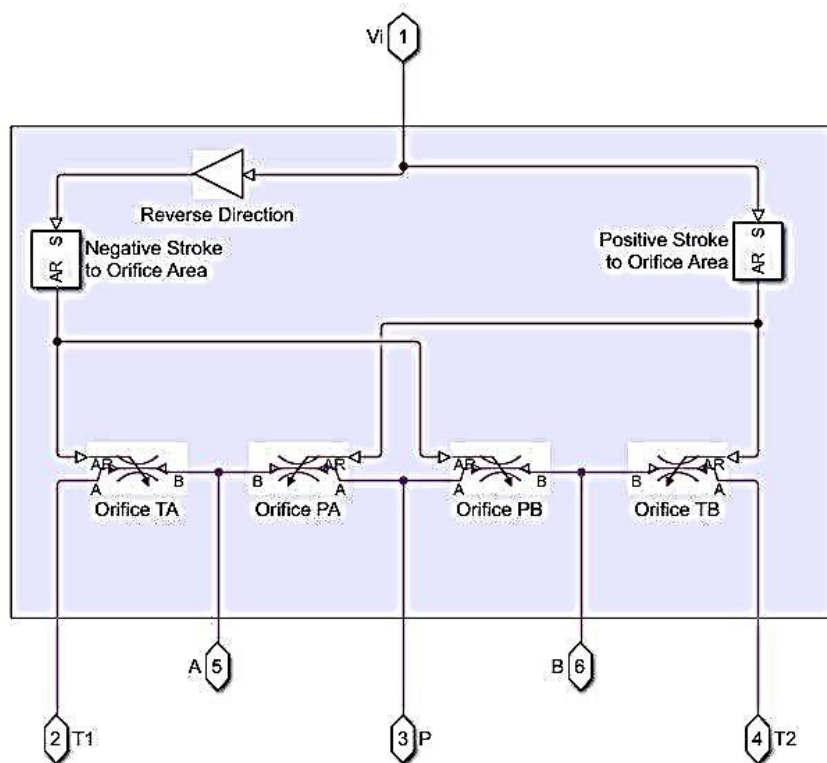 Vi 1
Reverse Direction
S
AR
Negative Stroke
to Orifice Area
Positive Stroke
to Orifice Area
S
AR
AR
A
B
Orifice TA
B
AR
A
Orifice PA
AR
A
B
Orifice PB
B
AR
A
Orifice TB
A 5
B 6
2 T1
3 P
4 T2